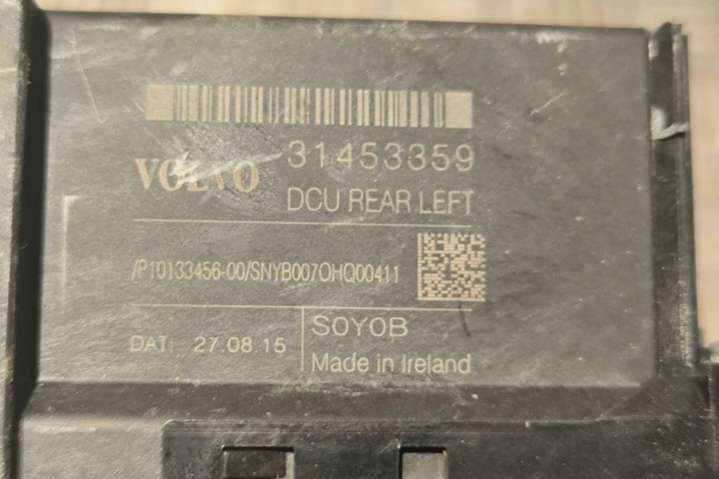 VOLVO 31453359
DCU REAR LEFT
/P10133456-00/SNYB007OHQ00411
DAT: 27.08.15
S0Y0B
Made in Ireland